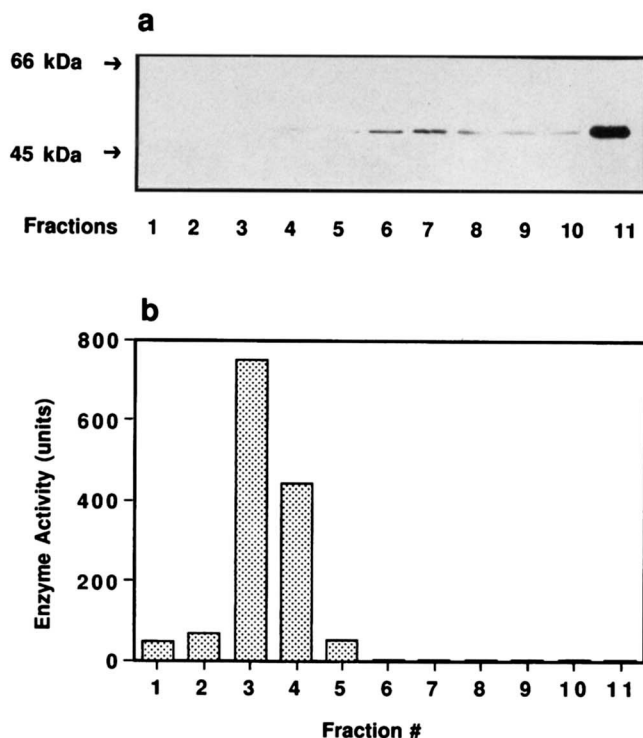 a
66 kDa →
45 kDa →
Fractions 1 2 3 4 5 6 7 8 9 10 11
b
800
600
400
200
0
Enzyme Activity (units)
1 2 3 4 5 6 7 8 9 10 11
Fraction #